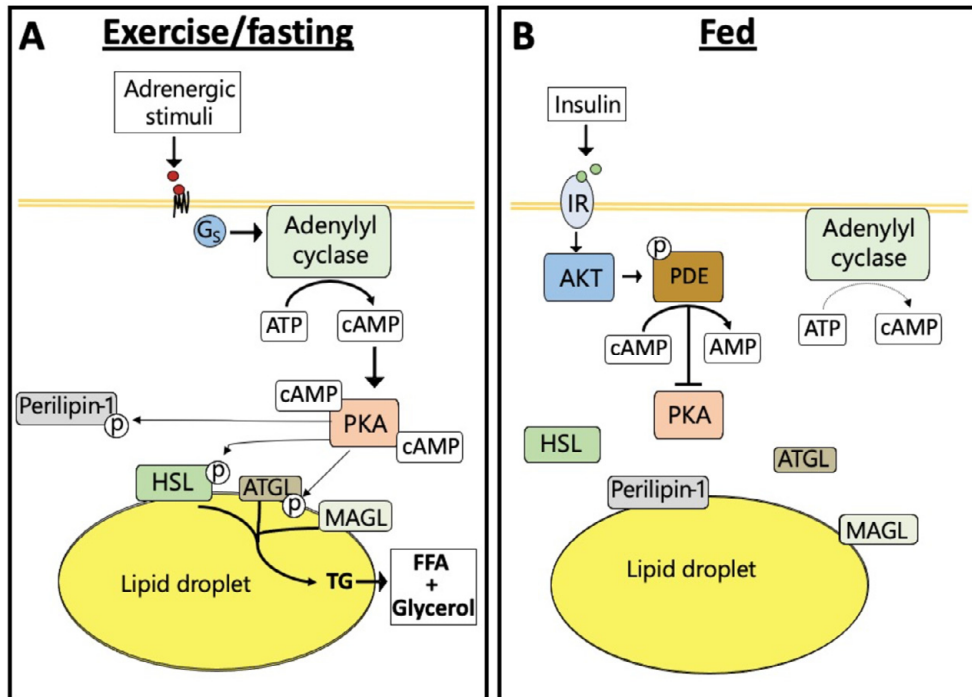 A
Exercise/fasting
Adrenergic
stimuli
Gs
Adenylyl
cyclase
ATP
cAMP
cAMP
PKA
cAMP
Perilipin-1
p
HSL
p
ATGL
p
MAGL
Lipid droplet
TG
FFA
+
Glycerol
B
Fed
Insulin
IR
AKT
p
PDE
Adenylyl
cyclase
cAMP
AMP
ATP
cAMP
PKA
HSL
ATGL
Perilipin-1
MAGL
Lipid droplet